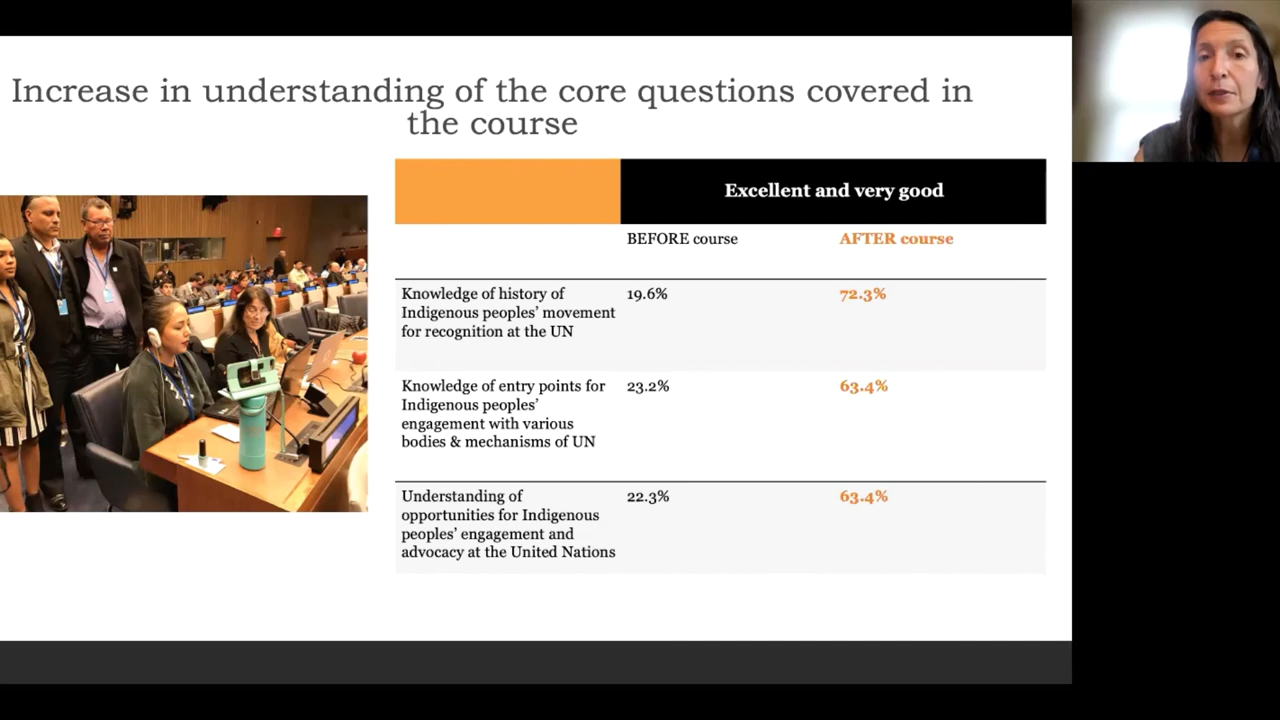 Increase in understanding of the core questions covered in
the course
Excellent and very good
BEFORE course
AFTER course
Knowledge of history of
Indigenous peoples’ movement
for recognition at the UN
19.6%
72.3%
Knowledge of entry points for
Indigenous peoples’
engagement with various
bodies & mechanisms of UN
23.2%
63.4%
Understanding of
opportunities for Indigenous
peoples’ engagement and
advocacy at the United Nations
22.3%
63.4%